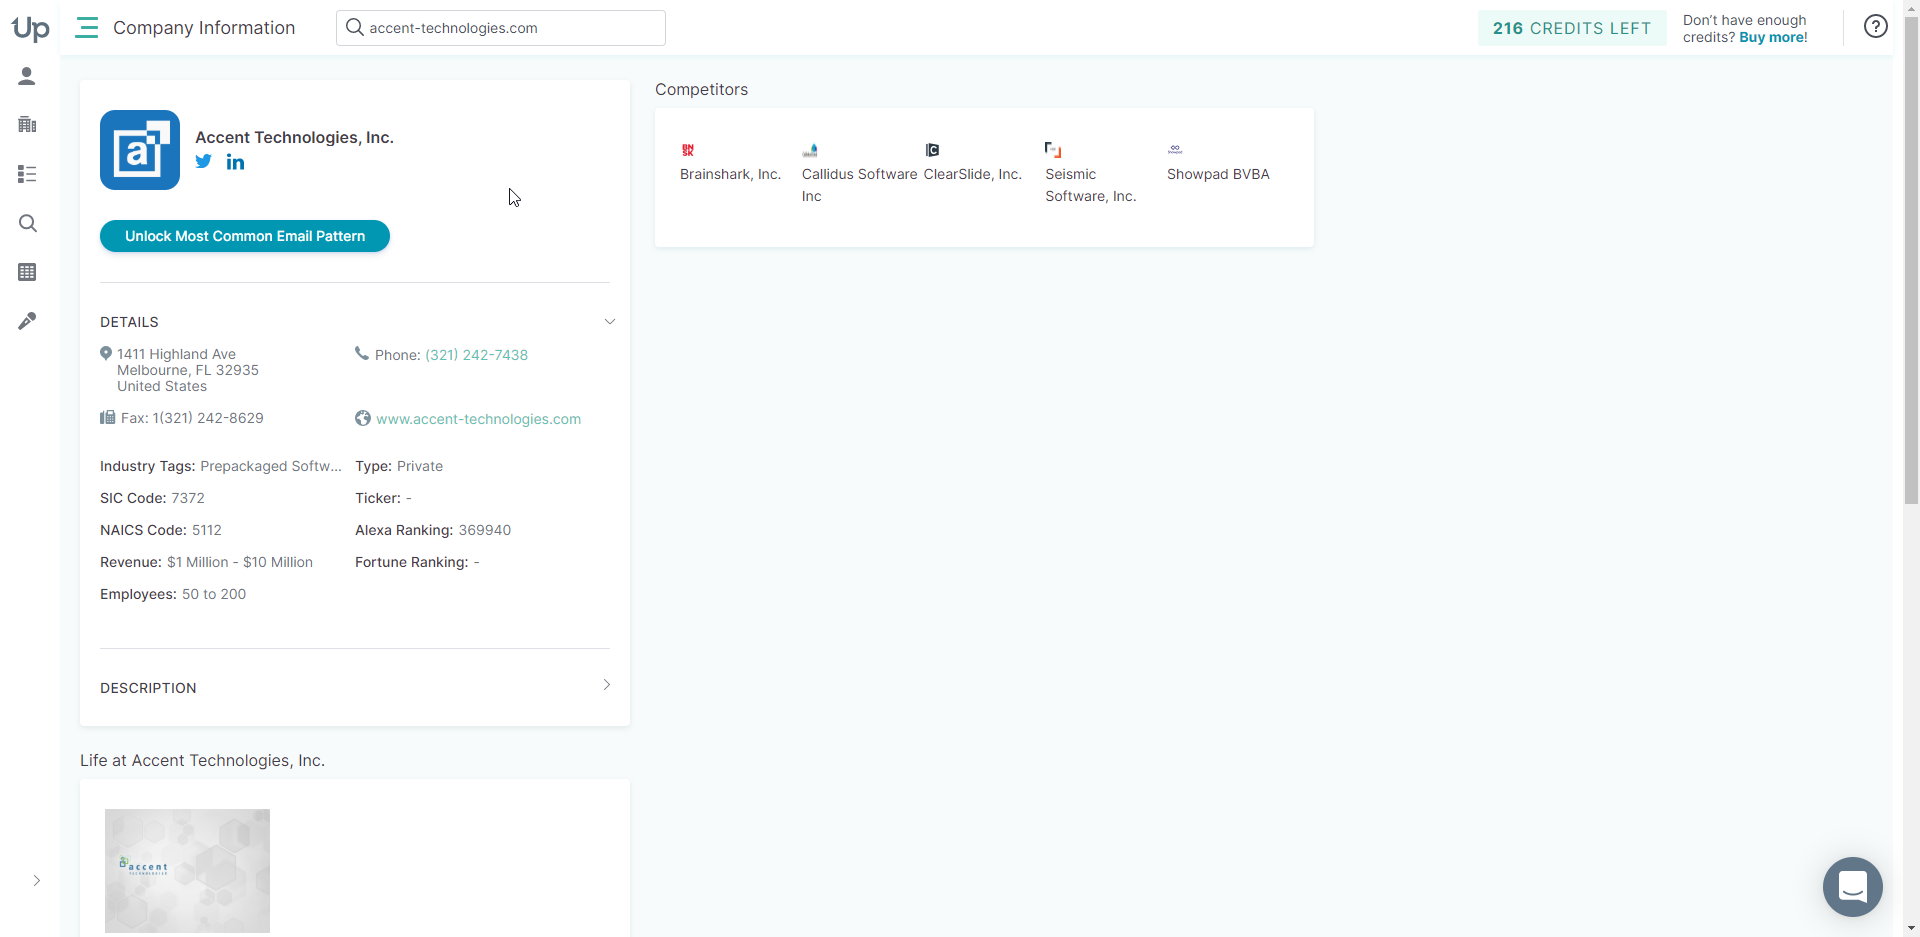 Up
Company Information
accent-technologies.com
216 CREDITS LEFT
Don't have enough
credits? Buy more!
?
a
Accent Technologies, Inc.
in
Unlock Most Common Email Pattern
DETAILS
1411 Highland Ave
Melbourne, FL 32935
United States
Phone: (321) 242-7438
Fax: 1(321) 242-8629
www.accent-technologies.com
Industry Tags: Prepackaged Softw...
Type: Private
SIC Code: 7372
Ticker: -
NAICS Code: 5112
Alexa Ranking: 369940
Revenue: $1 Million - $10 Million
Fortune Ranking: -
Employees: 50 to 200
DESCRIPTION
Life at Accent Technologies, Inc.
accent
TECHNOLOGIES
Competitors
BN
SK
Brainshark, Inc.
Callidus Software
Inc
C
ClearSlide, Inc.
Seismic
Software, Inc.
Showpad BVBA